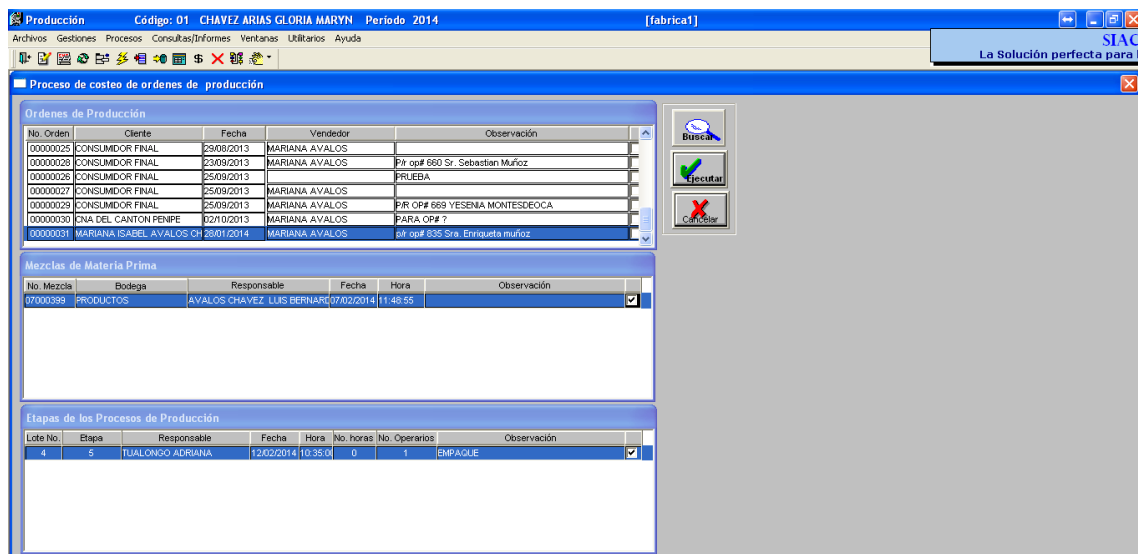 Producción Código: 01 CHAVEZ ARIAS GLORIA MARYN Período 2014 [fabrica1]
Archivos Gestiones Procesos Consultas/Informes Ventanas Utilitarios Ayuda
SIAC
La Solución perfecta para l
Proceso de costeo de ordenes de producción
Ordenes de Producción
No. Orden Cliente Fecha Vendedor Observación
00000025 CONSUMIDOR FINAL 29/08/2013 MARIANA AVALOS
00000028 CONSUMIDOR FINAL 23/09/2013 MARIANA AVALOS P/r op# 660 Sr. Sebastian Muñoz
00000026 CONSUMIDOR FINAL 25/09/2013 PRUEBA
00000027 CONSUMIDOR FINAL 25/09/2013 MARIANA AVALOS
00000029 CONSUMIDOR FINAL 25/09/2013 MARIANA AVALOS P/R OP# 669 YESENIA MONTESDEOCA
00000030 CNA DEL CANTON PENIPE 02/10/2013 MARIANA AVALOS PARA OP# ?
00000031 MARIANA ISABEL AVALOS CH 28/01/2014 MARIANA AVALOS p/r op# 835 Sra. Enriqueta muñoz
Buscar
Ejecutar
Cancelar
Mezclas de Materia Prima
No. Mezcla Bodega Responsable Fecha Hora Observación
07000399 PRODUCTOS AVALOS CHAVEZ LUIS BERNARD 07/02/2014 11:48:55
Etapas de los Procesos de Producción
Lote No. Etapa Responsable Fecha Hora No. horas No. Operarios Observación
4 5 TUALONGO ADRIANA 12/02/2014 10:35:0 0 1 EMPAQUE